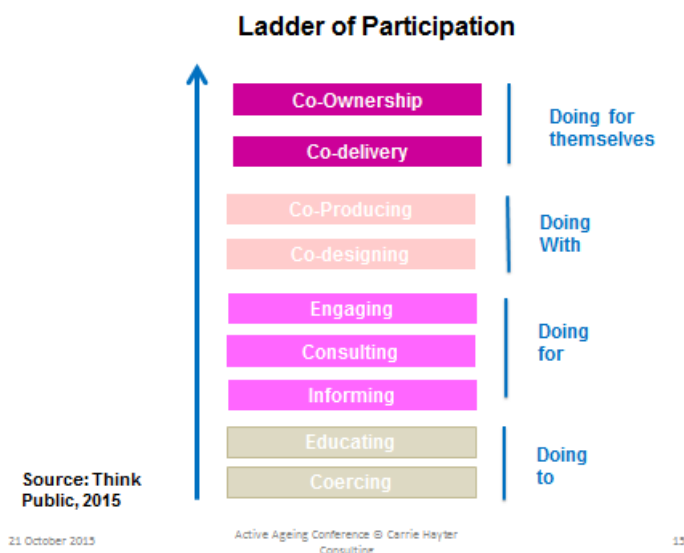 Ladder of Participation
Co-Ownership
Co-delivery
Doing for
themselves
Co-Producing
Co-designing
Doing
With
Engaging
Consulting
Informing
Doing
for
Educating
Coercing
Doing
to
Source: Think
Public, 2015
21 October 2015
Active Ageing Conference © Carrie Hayter
Consulting
15